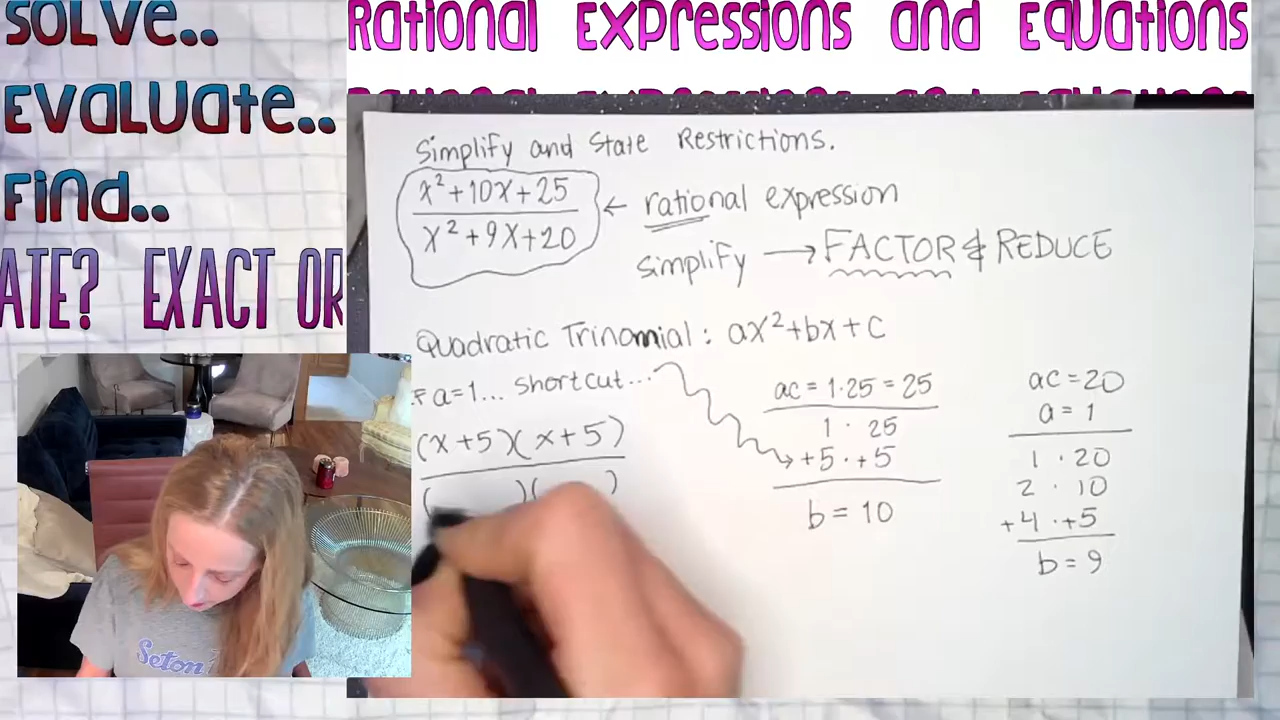 SOLVE..
Evaluate..
Find..
ATE? EXACT OR
Rational Expressions and Equations
Simplify and State Restrictions.
x²+10x+25
x²+9x+20
← rational expression
simplify → FACTOR & REDUCE
Quadratic Trinomial: ax²+bx+c
a=1... shortcut...
(x+5)(x+5)
( )( )
ac = 1·25 = 25
1 · 25
+5 · +5
b = 10
ac = 20
a = 1
1 · 20
2 · 10
+4 · +5
b = 9
Seton